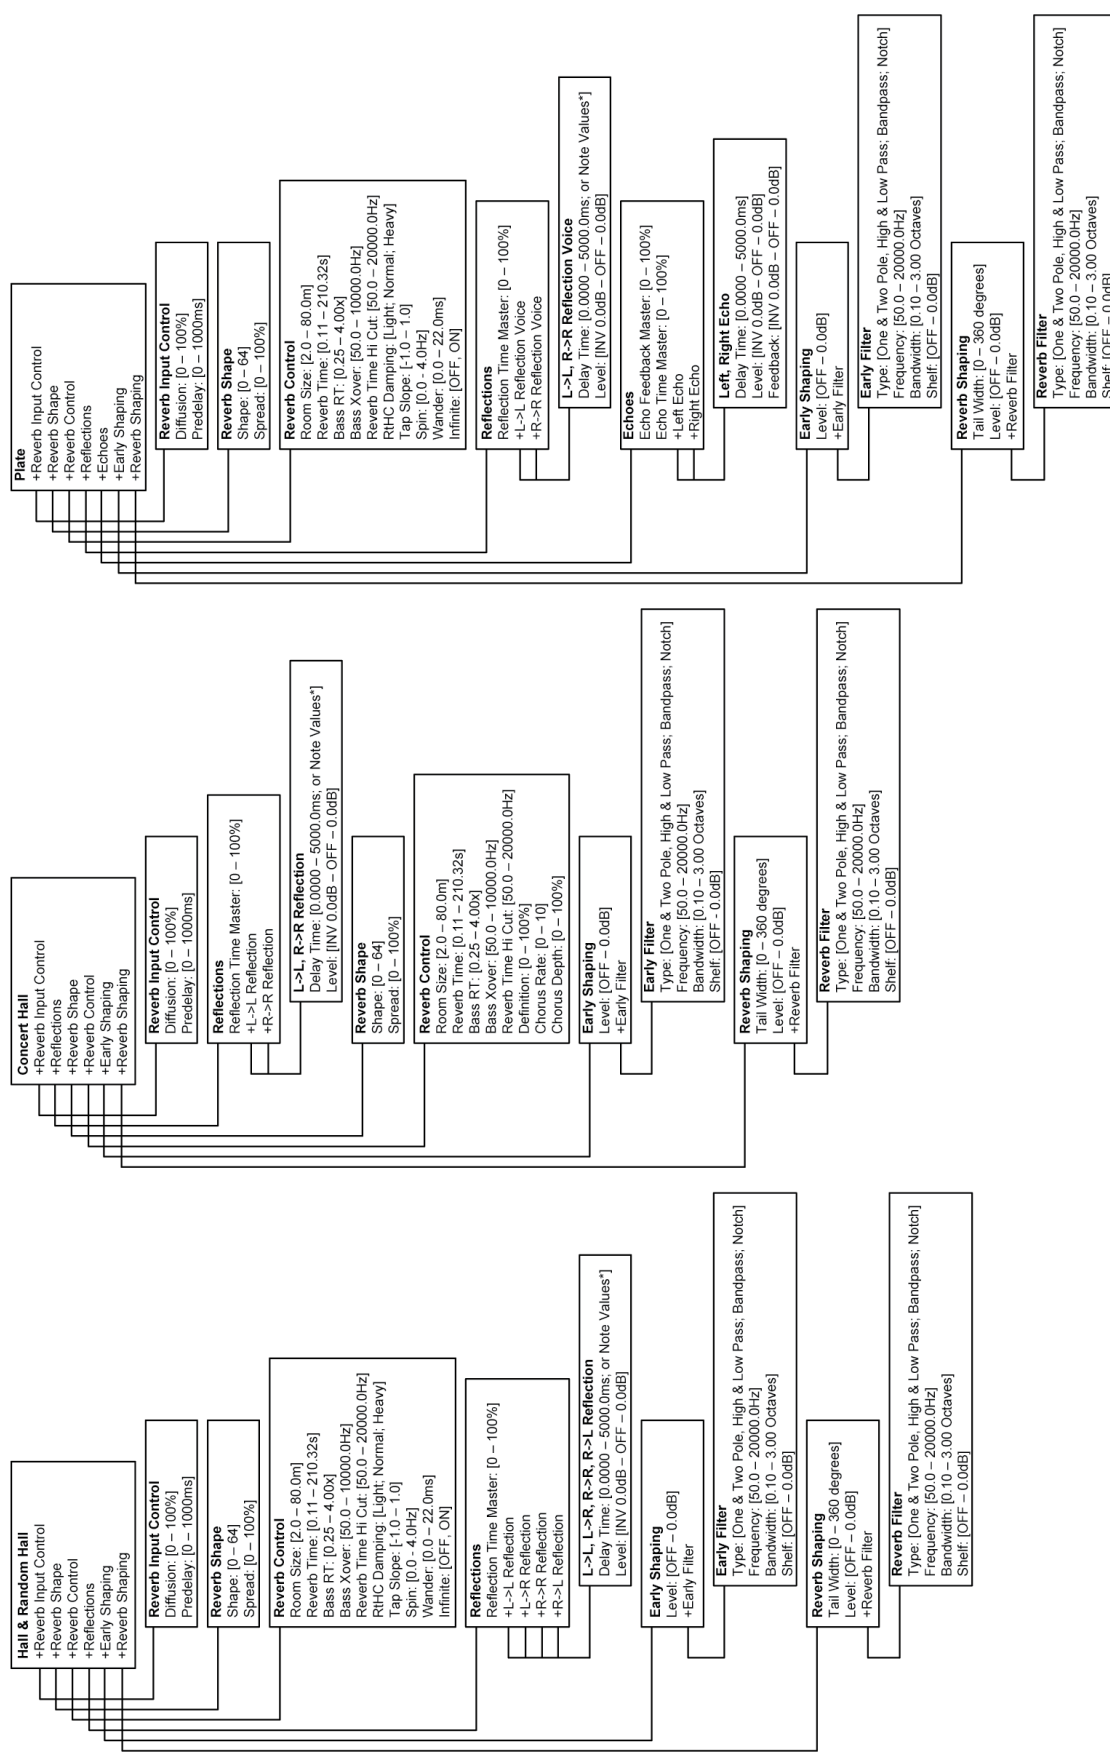 Hall & Random Hall
+Reverb Input Control
+Reverb Shape
+Reverb Control
+Reflections
+Early Shaping
+Reverb Shaping
Reverb Input Control
Diffusion: [0 – 100%]
Predelay: [0 – 1000ms]
Reverb Shape
Shape: [0 – 64]
Spread: [0 – 100%]
Reverb Control
Room Size: [2.0 – 80.0m]
Reverb Time: [0.11 – 210.32s]
Bass RT: [0.25 – 4.00x]
Bass Xover: [50.0 – 10000.0Hz]
Reverb Time Hi Cut: [50.0 – 20000.0Hz]
RtHC Damping: [Light; Normal; Heavy]
Tap Slope: [-1.0 – 1.0]
Spin: [0.0 - 4.0Hz]
Wander: [0.0 – 22.0ms]
Infinite: [OFF, ON]
Reflections
Reflection Time Master: [0 – 100%]
+L->L Reflection
+L->R Reflection
+R->R Reflection
+R->L Reflection
L->L, L->R, R->R, R->L Reflection
Delay Time: [0.0000 – 5000.0ms; or Note Values*]
Level: [INV 0.0dB – OFF – 0.0dB]
Early Shaping
Level: [OFF – 0.0dB]
+Early Filter
Early Filter
Type: [One & Two Pole, High & Low Pass; Bandpass; Notch]
Frequency: [50.0 – 20000.0Hz]
Bandwidth: [0.10 – 3.00 Octaves]
Shelf: [OFF – 0.0dB]
Reverb Shaping
Tail Width: [0 – 360 degrees]
Level: [OFF – 0.0dB]
+Reverb Filter
Reverb Filter
Type: [One & Two Pole, High & Low Pass; Bandpass; Notch]
Frequency: [50.0 – 20000.0Hz]
Bandwidth: [0.10 – 3.00 Octaves]
Shelf: [OFF – 0.0dB]
Concert Hall
+Reverb Input Control
+Reflections
+Reverb Shape
+Reverb Control
+Early Shaping
+Reverb Shaping
Reverb Input Control
Diffusion: [0 – 100%]
Predelay: [0 – 1000ms]
Reflections
Reflection Time Master: [0 – 100%]
+L->L Reflection
+R->R Reflection
L->L, R->R Reflection
Delay Time: [0.0000 – 5000.0ms; or Note Values*]
Level: [INV 0.0dB – OFF – 0.0dB]
Reverb Shape
Shape: [0 – 64]
Spread: [0 – 100%]
Reverb Control
Room Size: [2.0 – 80.0m]
Reverb Time: [0.11 – 210.32s]
Bass RT: [0.25 – 4.00x]
Bass Xover: [50.0 – 10000.0Hz]
Reverb Time Hi Cut: [50.0 – 20000.0Hz]
Definition: [0 – 100%]
Chorus Rate: [0 – 10]
Chorus Depth: [0 – 100%]
Early Shaping
Level: [OFF – 0.0dB]
+Early Filter
Early Filter
Type: [One & Two Pole, High & Low Pass; Bandpass; Notch]
Frequency: [50.0 – 20000.0Hz]
Bandwidth: [0.10 – 3.00 Octaves]
Shelf: [OFF - 0.0dB]
Reverb Shaping
Tail Width: [0 – 360 degrees]
Level: [OFF – 0.0dB]
+Reverb Filter
Reverb Filter
Type: [One & Two Pole, High & Low Pass; Bandpass; Notch]
Frequency: [50.0 – 20000.0Hz]
Bandwidth: [0.10 – 3.00 Octaves]
Shelf: [OFF – 0.0dB]
Plate
+Reverb Input Control
+Reverb Shape
+Reverb Control
+Reflections
+Echoes
+Early Shaping
+Reverb Shaping
Reverb Input Control
Diffusion: [0 – 100%]
Predelay: [0 – 1000ms]
Reverb Shape
Shape: [0 – 64]
Spread: [0 – 100%]
Reverb Control
Room Size: [2.0 – 80.0m]
Reverb Time: [0.11 – 210.32s]
Bass RT: [0.25 – 4.00x]
Bass Xover: [50.0 – 10000.0Hz]
Reverb Time Hi Cut: [50.0 – 20000.0Hz]
RtHC Damping: [Light; Normal; Heavy]
Tap Slope: [-1.0 – 1.0]
Spin: [0.0 - 4.0Hz]
Wander: [0.0 – 22.0ms]
Infinite: [OFF, ON]
Reflections
Reflection Time Master: [0 – 100%]
+L->L Reflection Voice
+R->R Reflection Voice
L->L, R->R Reflection Voice
Delay Time: [0.0000 – 5000.0ms; or Note Values*]
Level: [INV 0.0dB – OFF – 0.0dB]
Echoes
Echo Feedback Master: [0 – 100%]
Echo Time Master: [0 – 100%]
+Left Echo
+Right Echo
Left, Right Echo
Delay Time: [0.0000 – 5000.0ms]
Level: [INV 0.0dB – OFF – 0.0dB]
Feedback: [INV 0.0dB – OFF – 0.0dB]
Early Shaping
Level: [OFF – 0.0dB]
+Early Filter
Early Filter
Type: [One & Two Pole, High & Low Pass; Bandpass; Notch]
Frequency: [50.0 – 20000.0Hz]
Bandwidth: [0.10 – 3.00 Octaves]
Shelf: [OFF – 0.0dB]
Reverb Shaping
Tail Width: [0 – 360 degrees]
Level: [OFF – 0.0dB]
+Reverb Filter
Reverb Filter
Type: [One & Two Pole, High & Low Pass; Bandpass; Notch]
Frequency: [50.0 – 20000.0Hz]
Bandwidth: [0.10 – 3.00 Octaves]
Shelf: [OFF – 0.0dB]